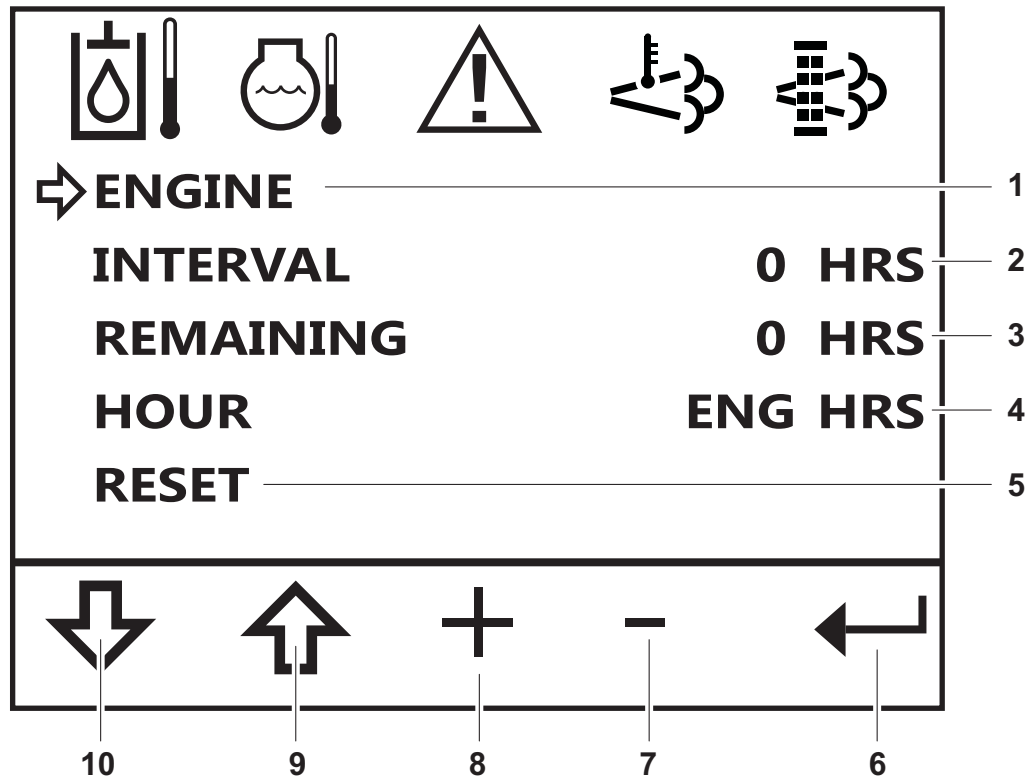 ENGINE 1
INTERVAL 0 HRS 2
REMAINING 0 HRS 3
HOUR ENG HRS 4
RESET 5
+ -
10 9 8 7 6